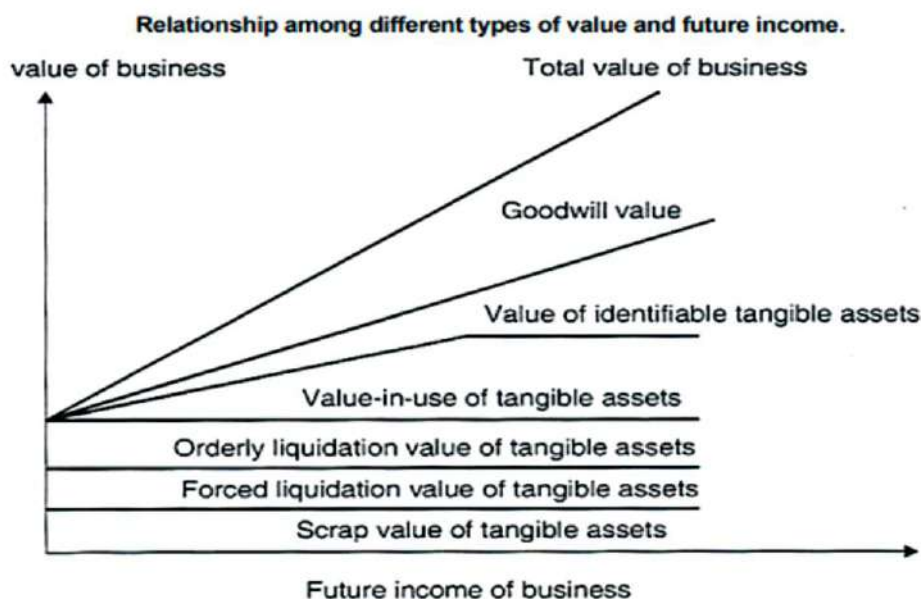 Relationship among different types of value and future income.
value of business
Total value of business
Goodwill value
Value of identifiable tangible assets
Value-in-use of tangible assets
Orderly liquidation value of tangible assets
Forced liquidation value of tangible assets
Scrap value of tangible assets
Future income of business